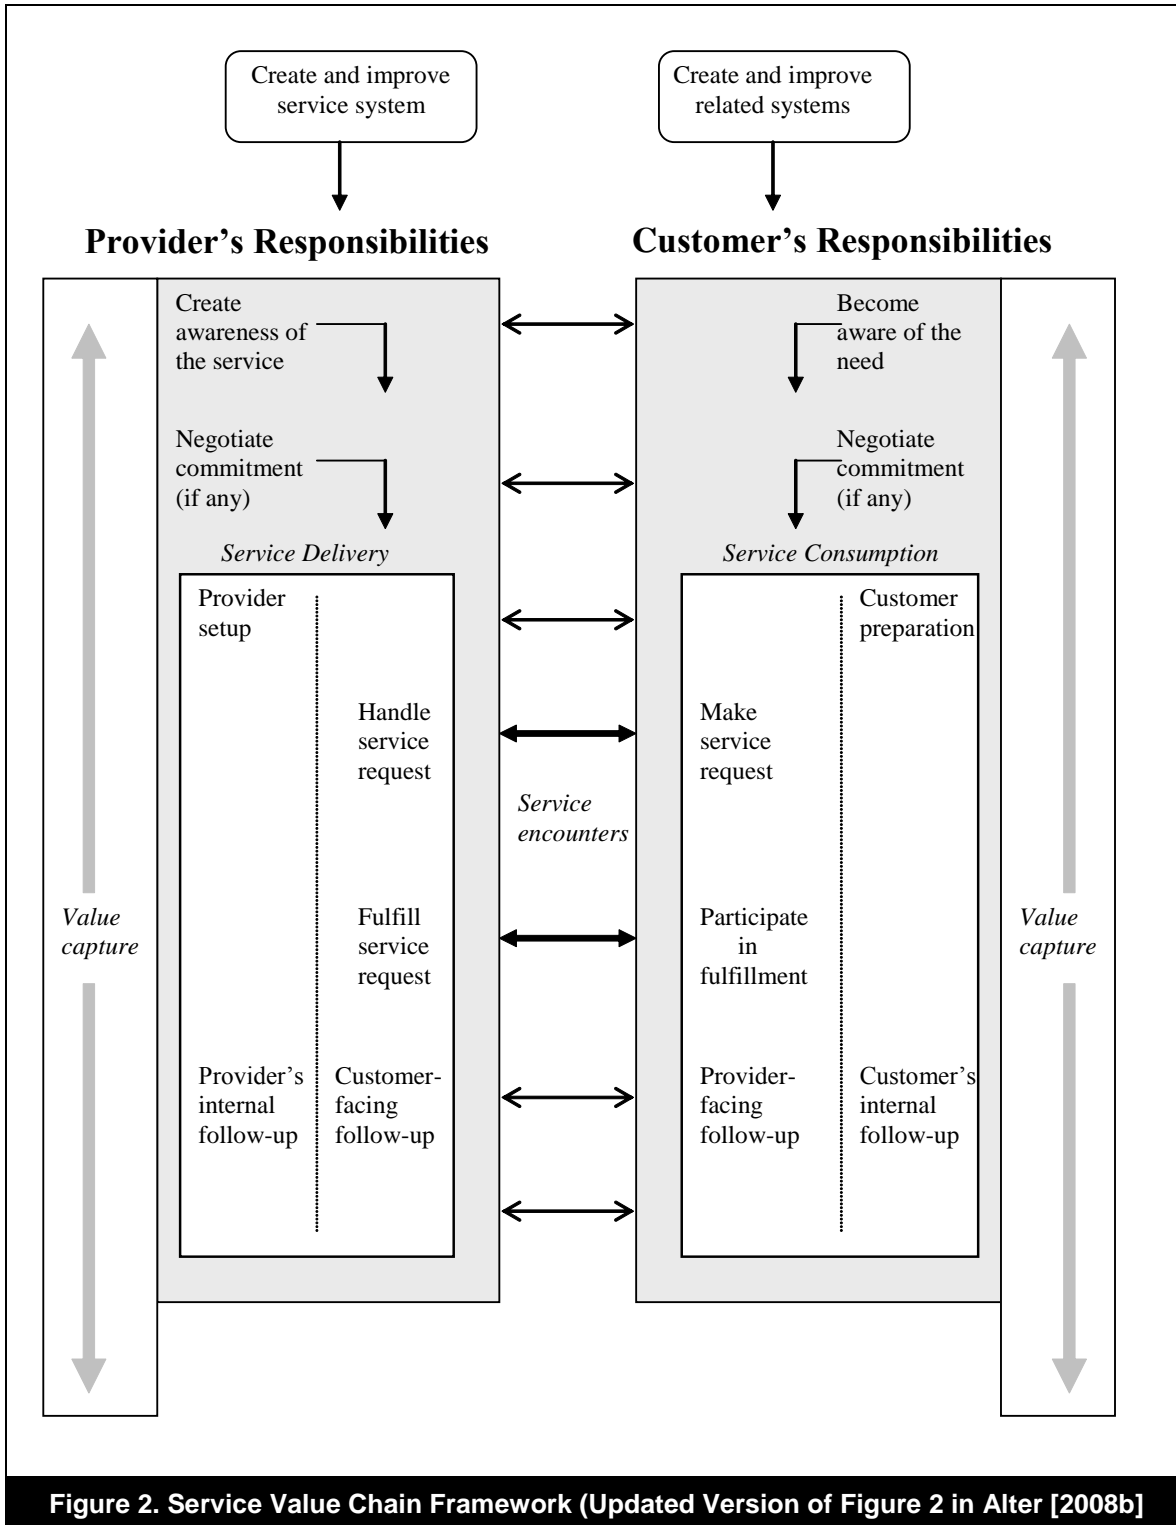 Create and improve
service system
Create and improve
related systems
Provider's Responsibilities
Customer's Responsibilities
Create
awareness of
the service
Become
aware of the
need
Negotiate
commitment
(if any)
Negotiate
commitment
(if any)
Service Delivery
Service Consumption
Provider
setup
Customer
preparation
Handle
service
request
Make
service
request
Service
encounters
Value
capture
Fulfill
service
request
Participate
in
fulfillment
Value
capture
Provider's
internal
follow-up
Customer-
facing
follow-up
Provider-
facing
follow-up
Customer's
internal
follow-up
Figure 2. Service Value Chain Framework (Updated Version of Figure 2 in Alter [2008b]